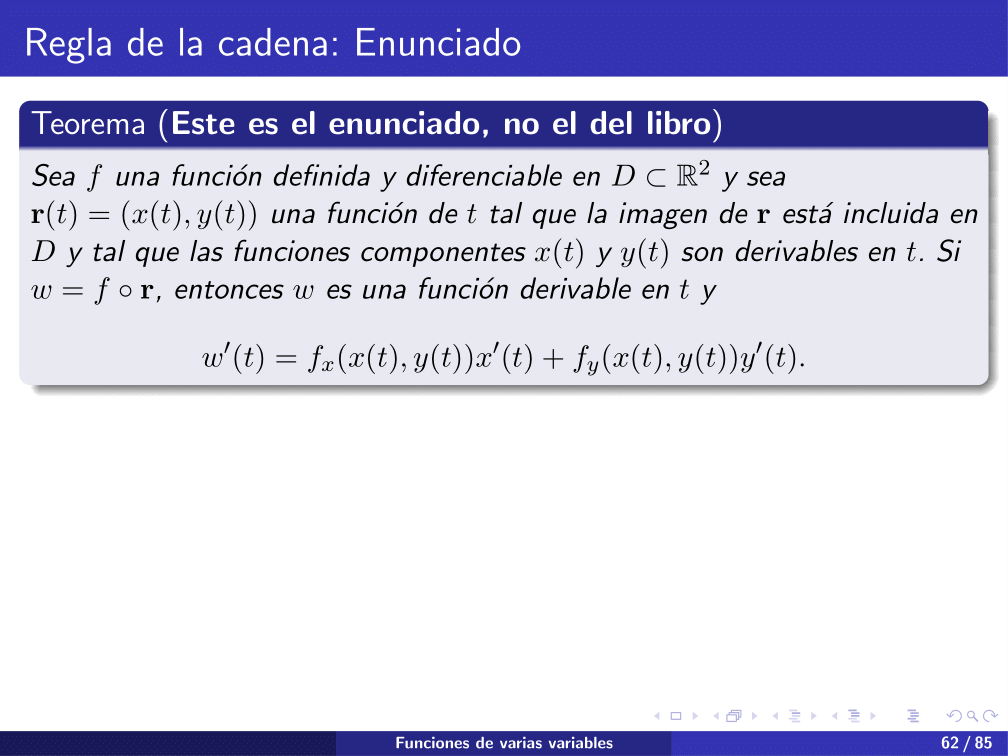 Regla de la cadena: Enunciado
Teorema (Este es el enunciado, no el del libro)
Sea f una función definida y diferenciable en D ⊂ ℝ² y sea
r(t) = (x(t), y(t)) una función de t tal que la imagen de r está incluida en
D y tal que las funciones componentes x(t) y y(t) son derivables en t. Si
w = f ∘ r, entonces w es una función derivable en t y
w′(t) = fₓ(x(t), y(t))x′(t) + f_y(x(t), y(t))y′(t).
Funciones de varias variables
62 / 85